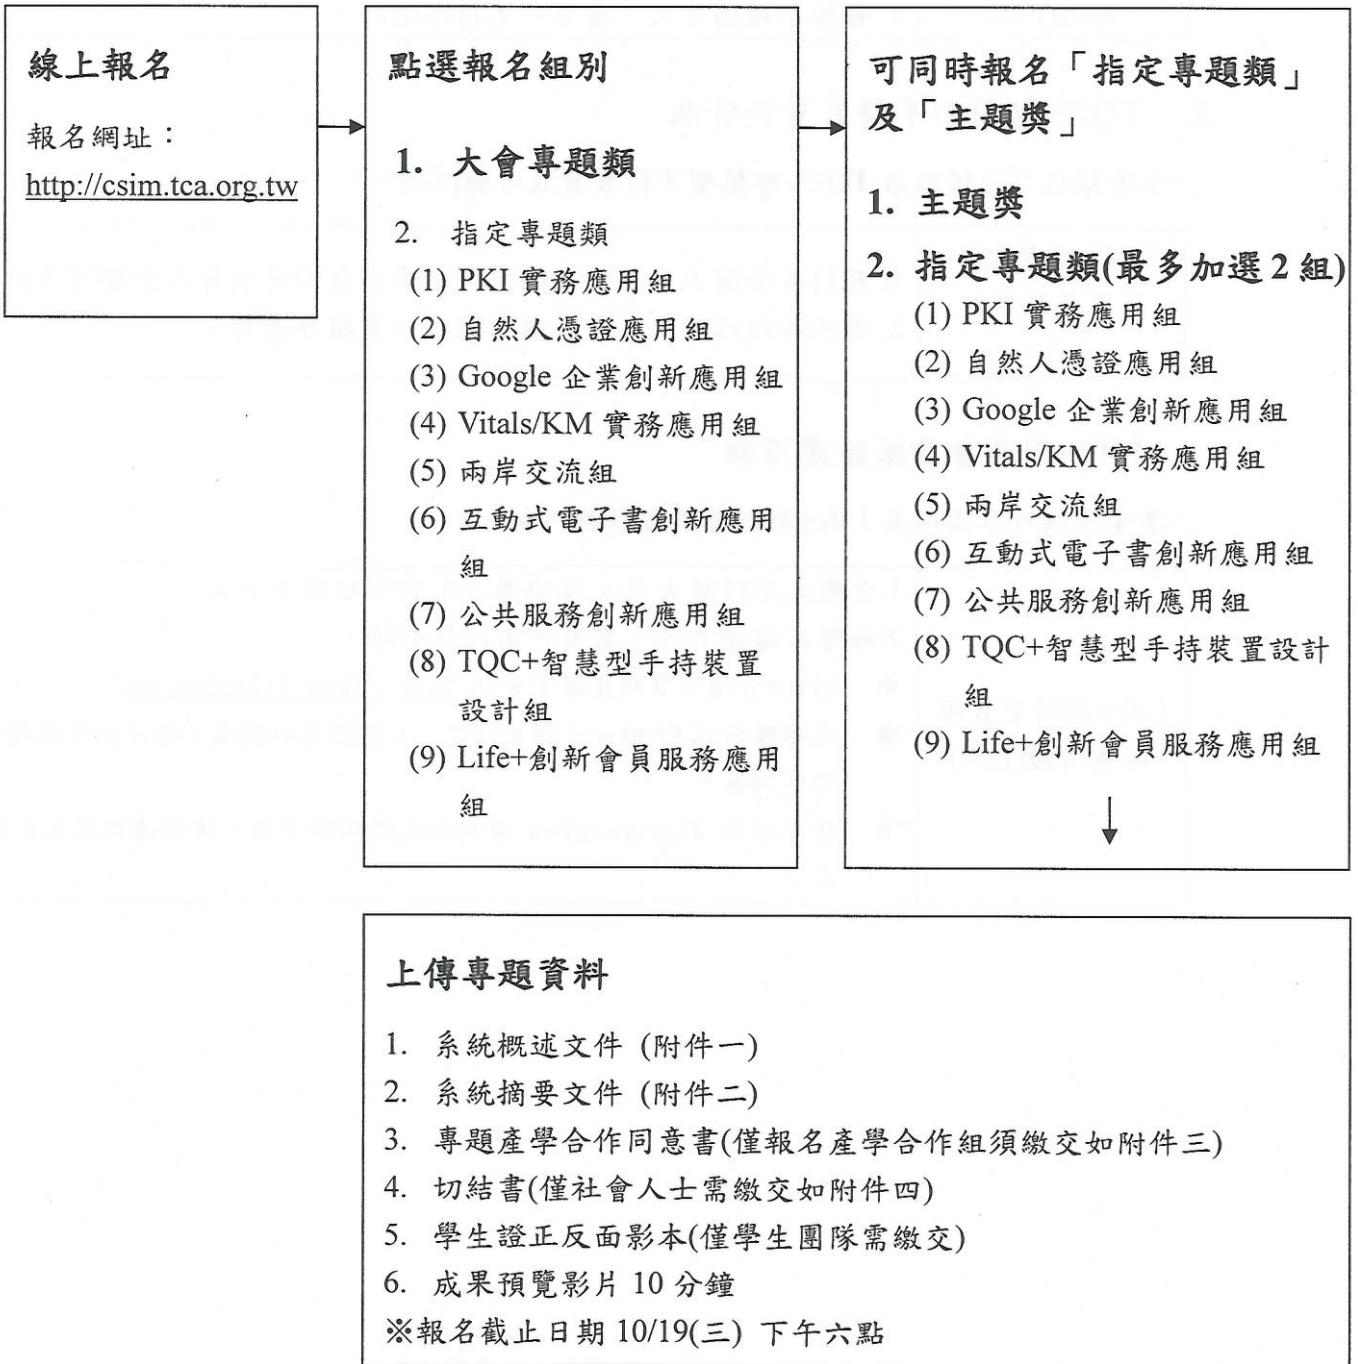 線上報名
報名網址：
http://csim.tca.org.tw
點選報名組別
1. 大會專題類
2. 指定專題類
(1) PKI 實務應用組
(2) 自然人憑證應用組
(3) Google 企業創新應用組
(4) Vitals/KM 實務應用組
(5) 兩岸交流組
(6) 互動式電子書創新應用
組
(7) 公共服務創新應用組
(8) TQC+智慧型手持裝置
設計組
(9) Life+創新會員服務應用
組
可同時報名「指定專題類」
及「主題獎」
1. 主題獎
2. 指定專題類(最多加選 2 組)
(1) PKI 實務應用組
(2) 自然人憑證應用組
(3) Google 企業創新應用組
(4) Vitals/KM 實務應用組
(5) 兩岸交流組
(6) 互動式電子書創新應用組
(7) 公共服務創新應用組
(8) TQC+智慧型手持裝置設計
組
(9) Life+創新會員服務應用組
上傳專題資料
1. 系統概述文件 (附件一)
2. 系統摘要文件 (附件二)
3. 專題產學合作同意書(僅報名產學合作組須繳交如附件三)
4. 切結書(僅社會人士需繳交如附件四)
5. 學生證正反面影本(僅學生團隊需繳交)
6. 成果預覽影片 10 分鐘
※報名截止日期 10/19(三) 下午六點